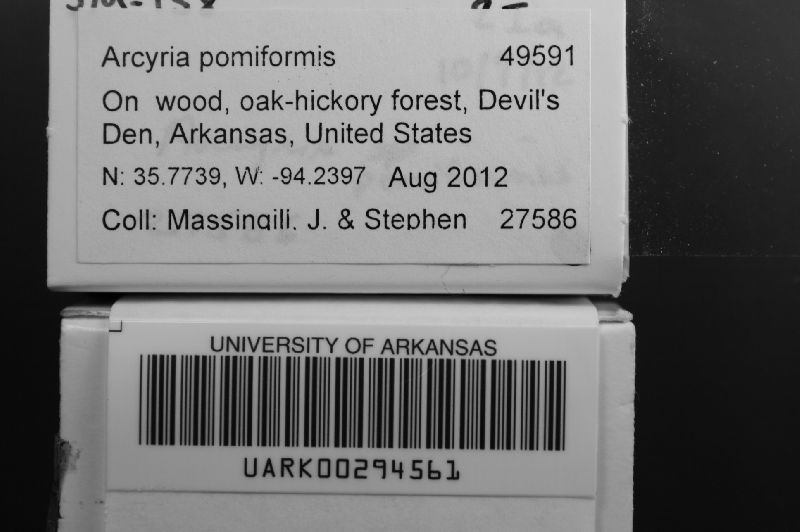 Arcyria pomiformis 49591
On wood, oak-hickory forest, Devil's
Den, Arkansas, United States
N: 35.7739, W: -94.2397 Aug 2012
Coll: Massingili, J. & Stephen 27586
UNIVERSITY OF ARKANSAS
UARK00294561